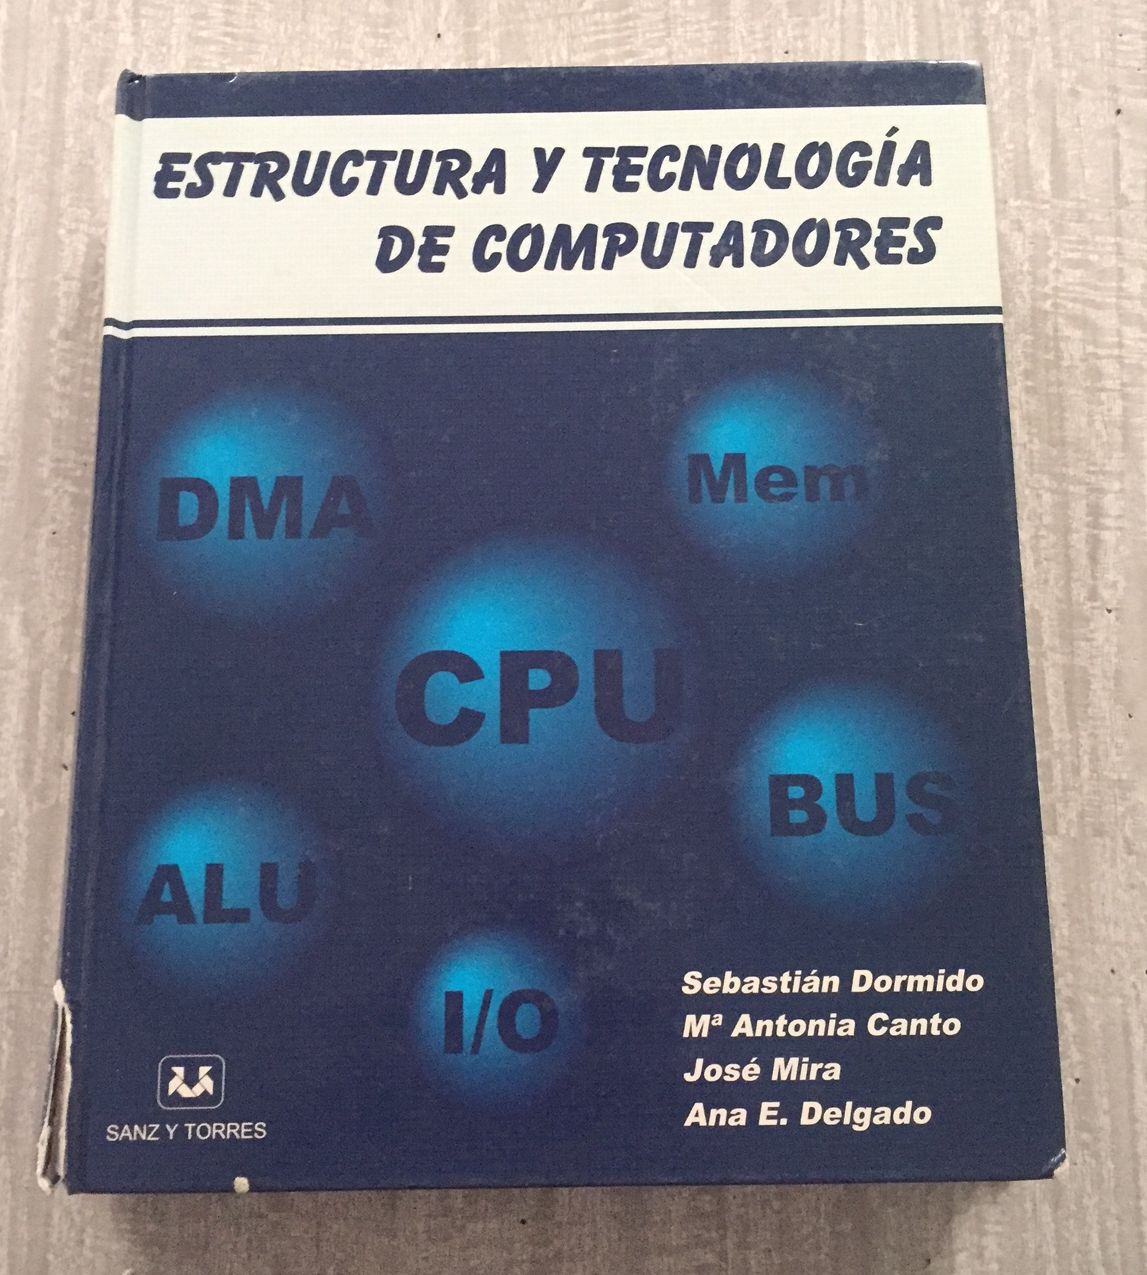 ESTRUCTURA Y TECNOLOGÍA
DE COMPUTADORES
DMA
Mem
CPU
BUS
ALU
I/O
Sebastián Dormido
Mª Antonia Canto
José Mira
Ana E. Delgado
SANZ Y TORRES